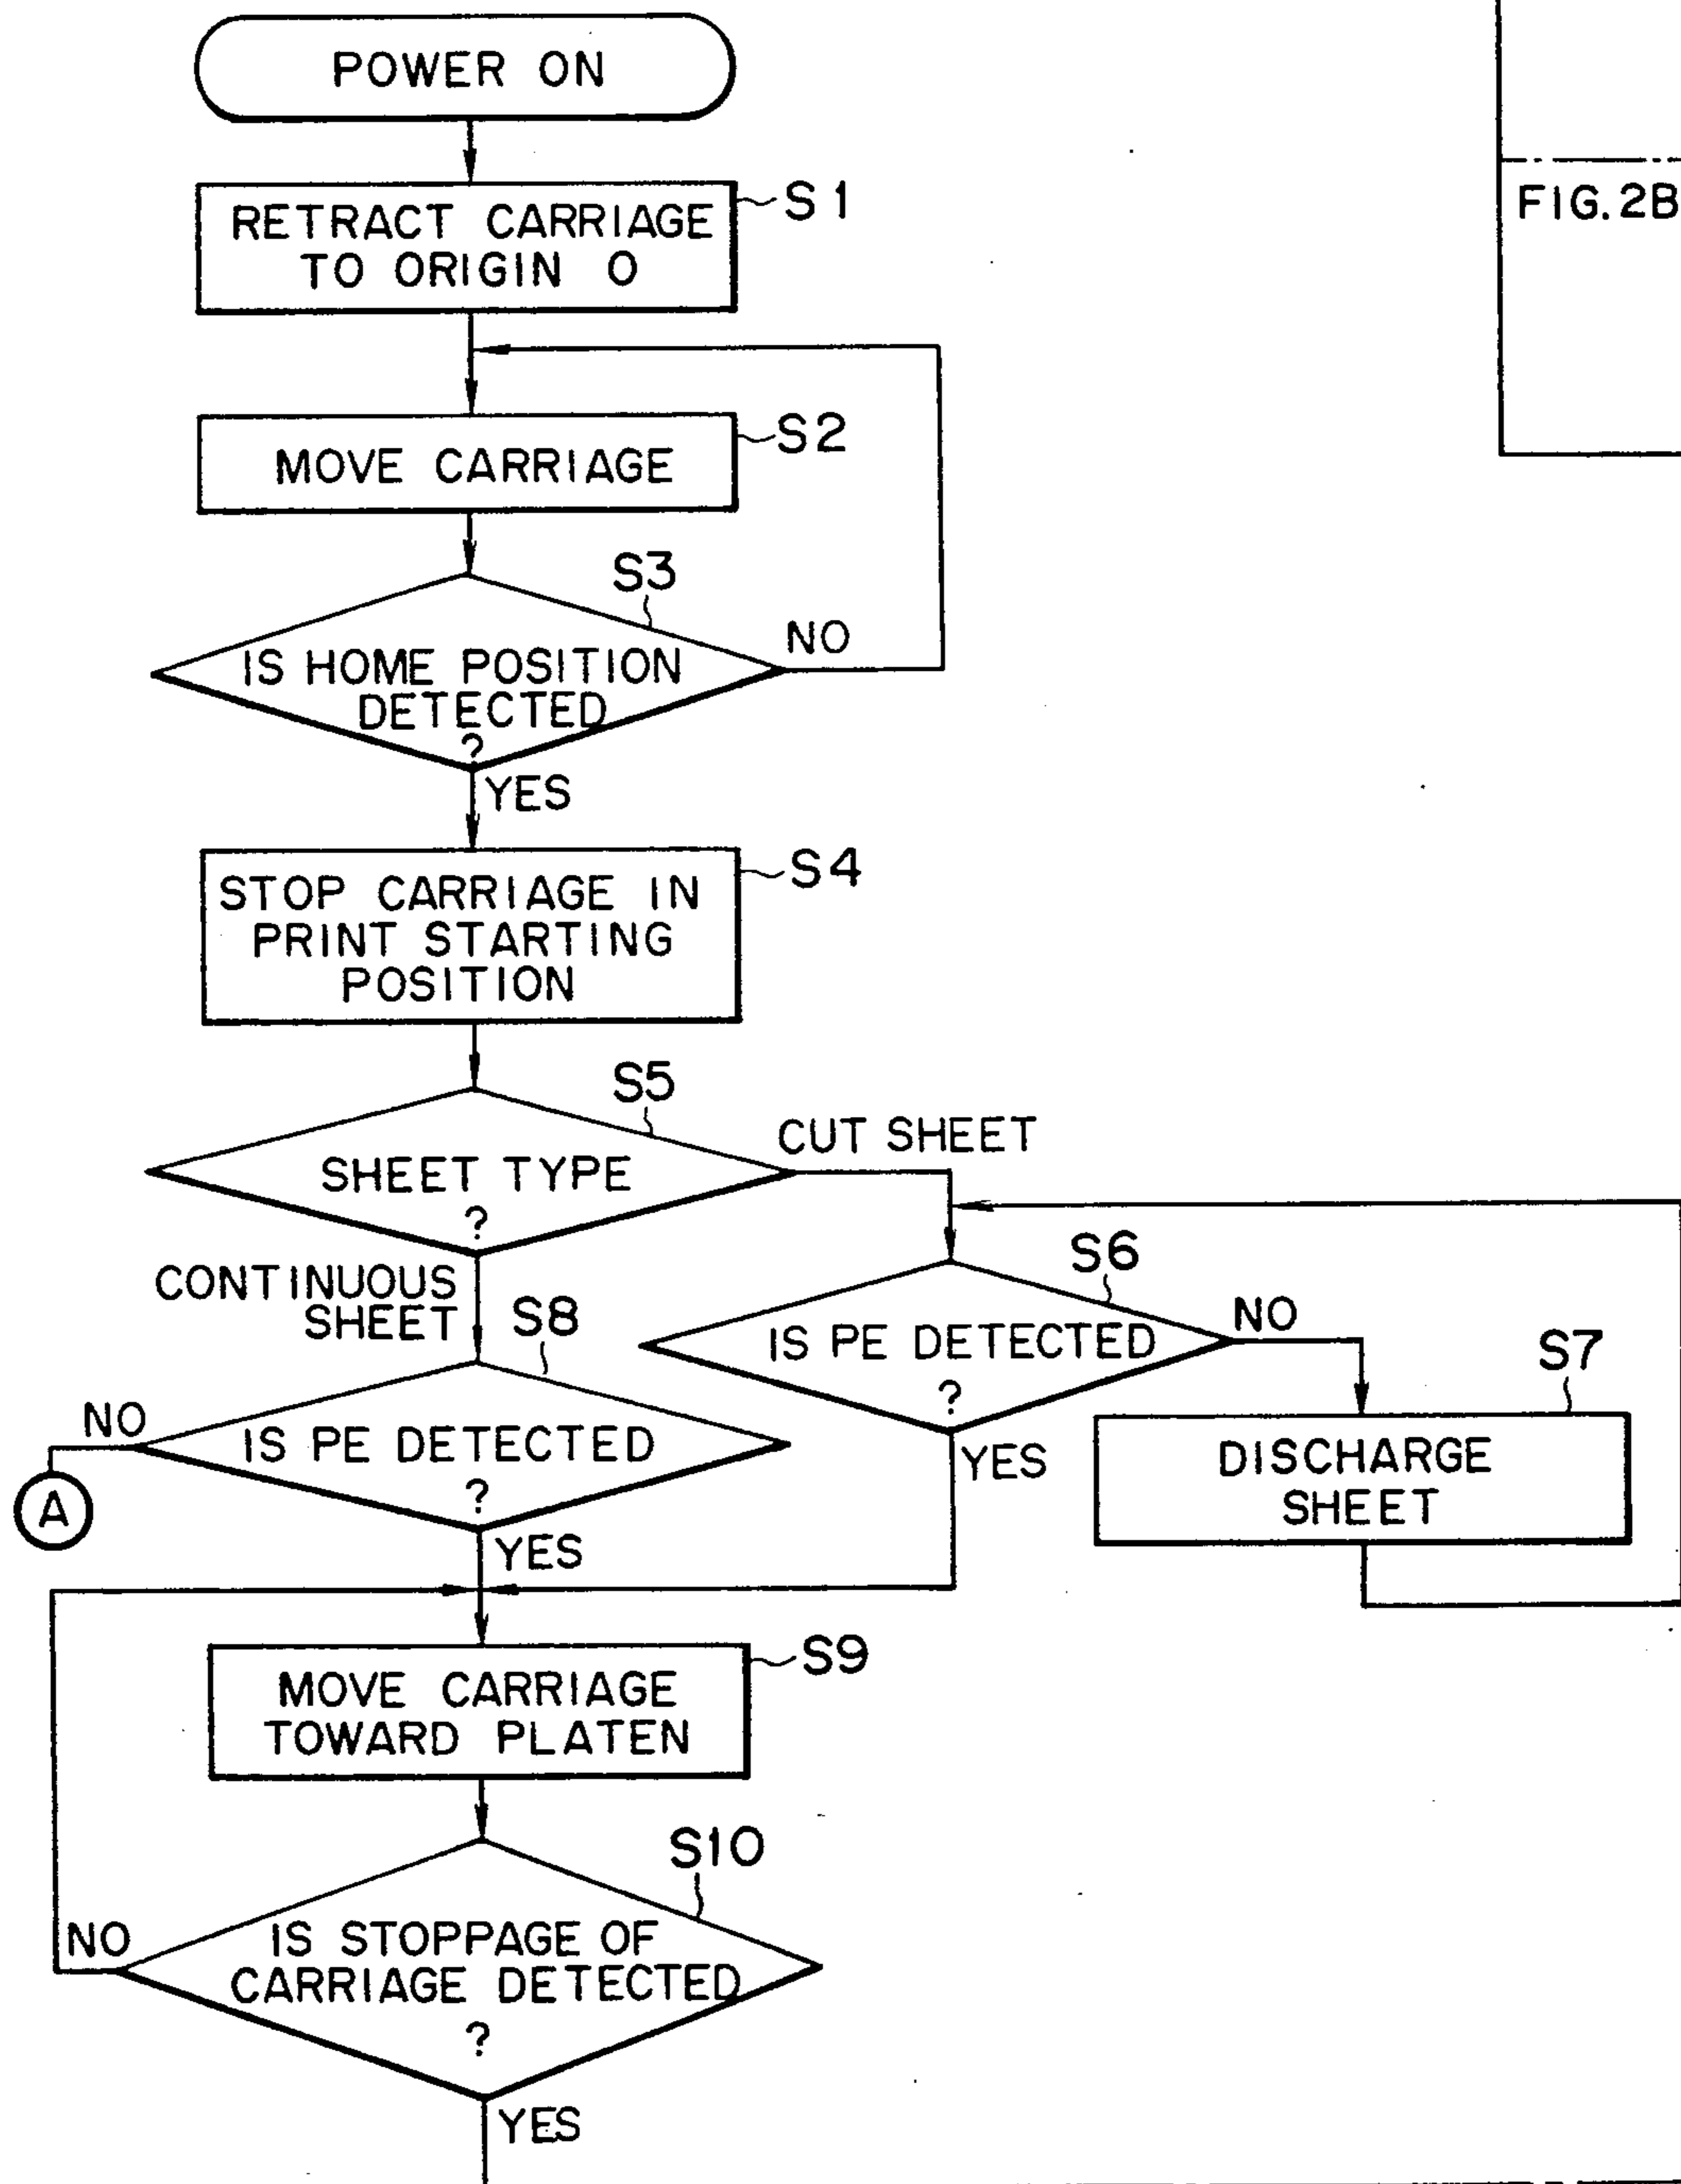 POWER ON
RETRACT CARRIAGE
TO ORIGIN O
S1
FIG. 2B
MOVE CARRIAGE
S2
S3
IS HOME POSITION
DETECTED
?
NO
YES
STOP CARRIAGE IN
PRINT STARTING
POSITION
S4
S5
SHEET TYPE
?
CUT SHEET
CONTINUOUS
SHEET
S6
IS PE DETECTED
?
NO
YES
S7
DISCHARGE
SHEET
S8
IS PE DETECTED
?
NO
A
YES
MOVE CARRIAGE
TOWARD PLATEN
S9
S10
IS STOPPAGE OF
CARRIAGE DETECTED
?
NO
YES